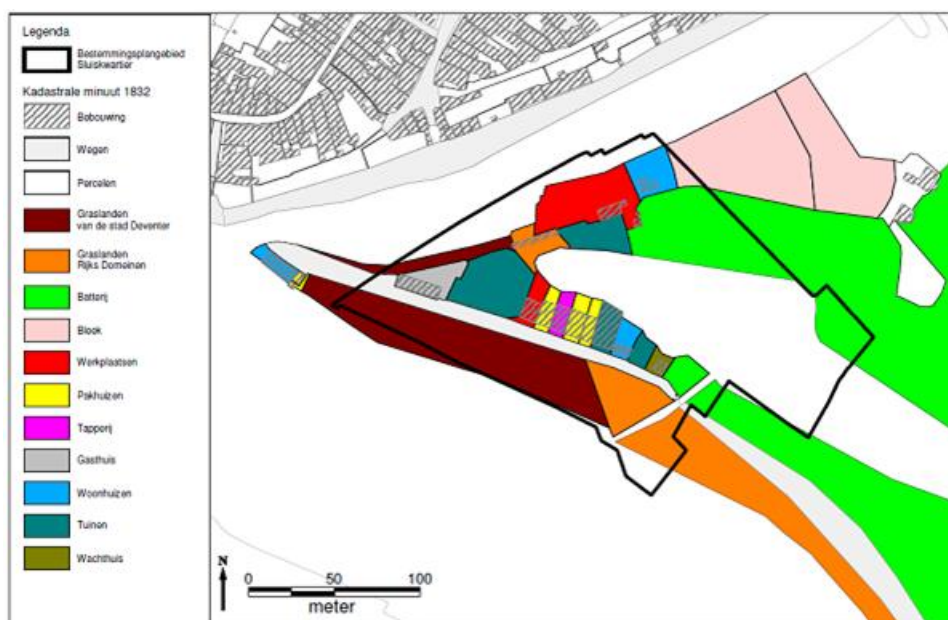 Legenda
Bestemmingsplangebied
Sluiskwartier
Kadastrale minuut 1832
Bebouwing
Wegen
Percelen
Graslanden
van de stad Deventer
Graslanden
Rijks Domeinen
Batterij
Bleek
Werkplaatsen
Pakhuizen
Tapperij
Gasthuis
Woonhuizen
Tuinen
Wachthuis
N
0 50 100
meter